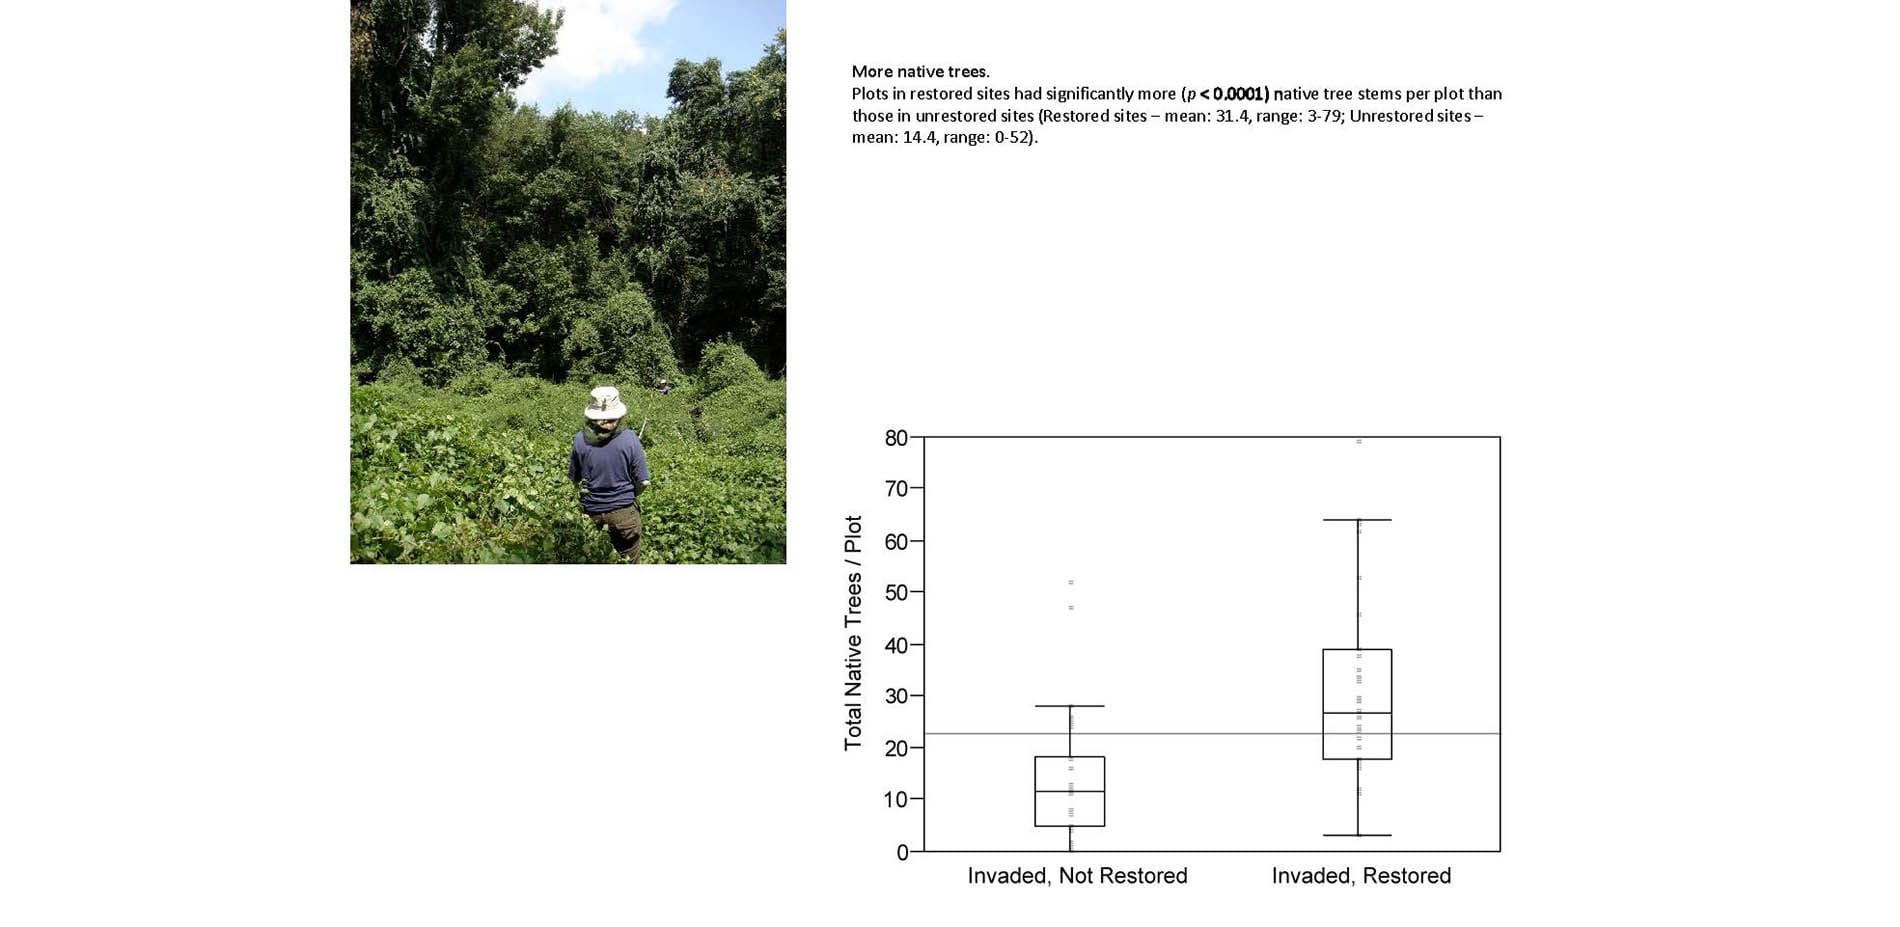 More native trees.
Plots in restored sites had significantly more (p < 0.0001) native tree stems per plot than
those in unrestored sites (Restored sites – mean: 31.4, range: 3-79; Unrestored sites –
mean: 14.4, range: 0-52).
Total Native Trees / Plot
80
70
60
50
40
30
20
10
0
Invaded, Not Restored
Invaded, Restored